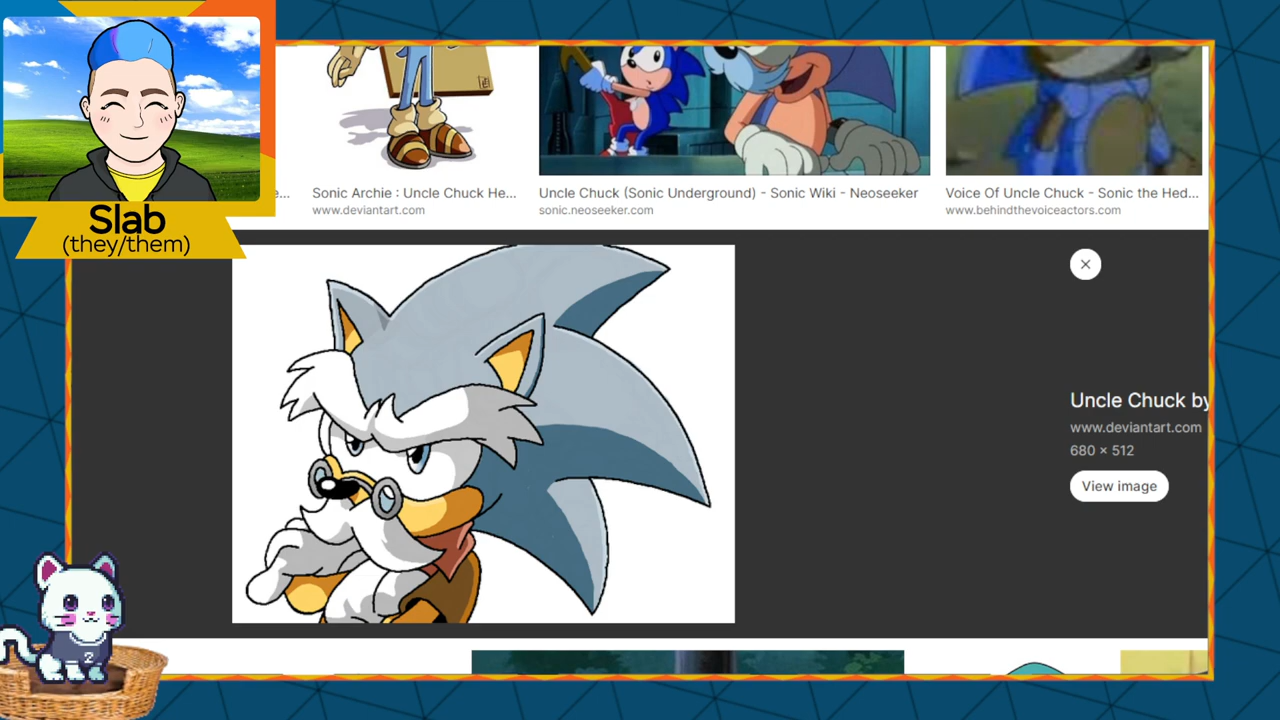 Slab
(they/them)
...
Sonic Archie : Uncle Chuck He...
www.deviantart.com
Uncle Chuck (Sonic Underground) - Sonic Wiki - Neoseeker
sonic.neoseeker.com
Voice Of Uncle Chuck - Sonic the Hed...
www.behindthevoiceactors.com
Uncle Chuck by
www.deviantart.com
680 × 512
View image
2